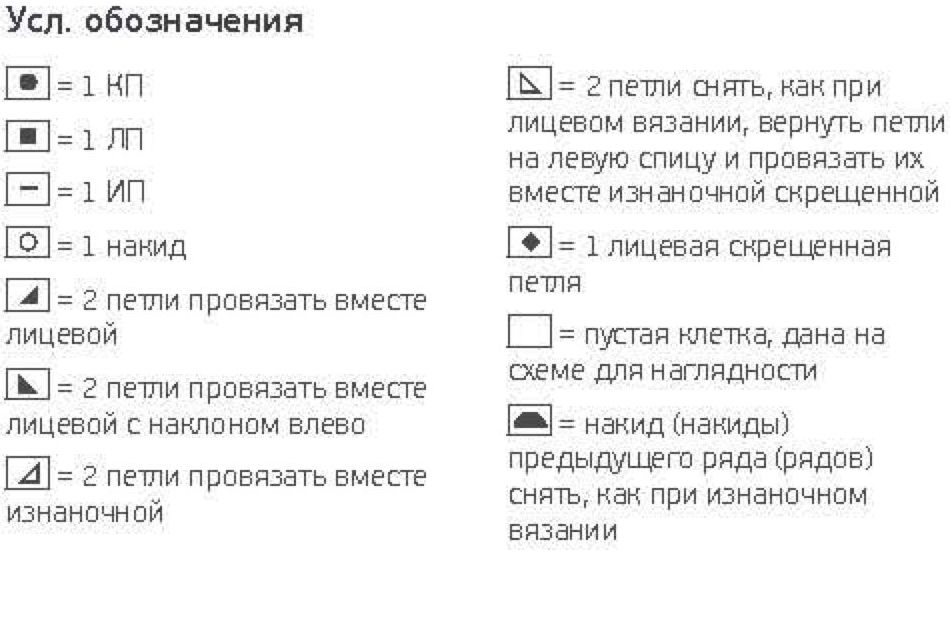 Усл. обозначения
= 1 КП
= 1 ЛП
= 1 ИП
= 1 накид
= 2 петли провязать вместе
лицевой
= 2 петли провязать вместе
лицевой с наклоном влево
= 2 петли провязать вместе
изнаночной
= 2 петли снять, как при
лицевом вязании, вернуть петли
на левую спицу и провязать их
вместе изнаночной скрещенной
= 1 лицевая скрещенная
петля
= пустая клетка, дана на
схеме для наглядности
= накид (накиды)
предыдущего ряда (рядов)
снять, как при изнаночном
вязании